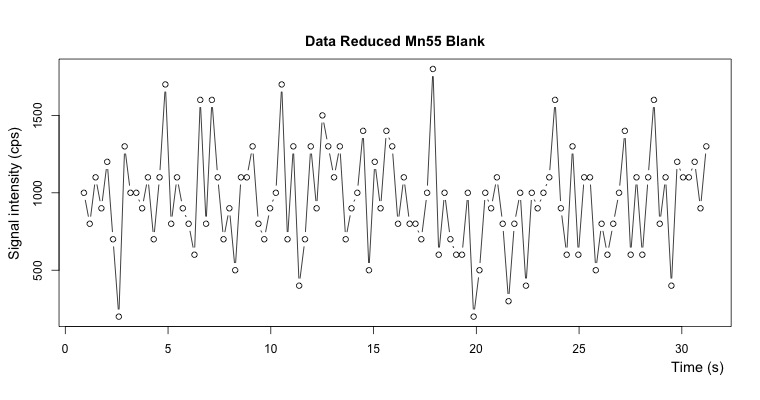 Data Reduced Mn55 Blank
Signal intensity (cps)
1500
1000
500
0 5 10 15 20 25 30
Time (s)